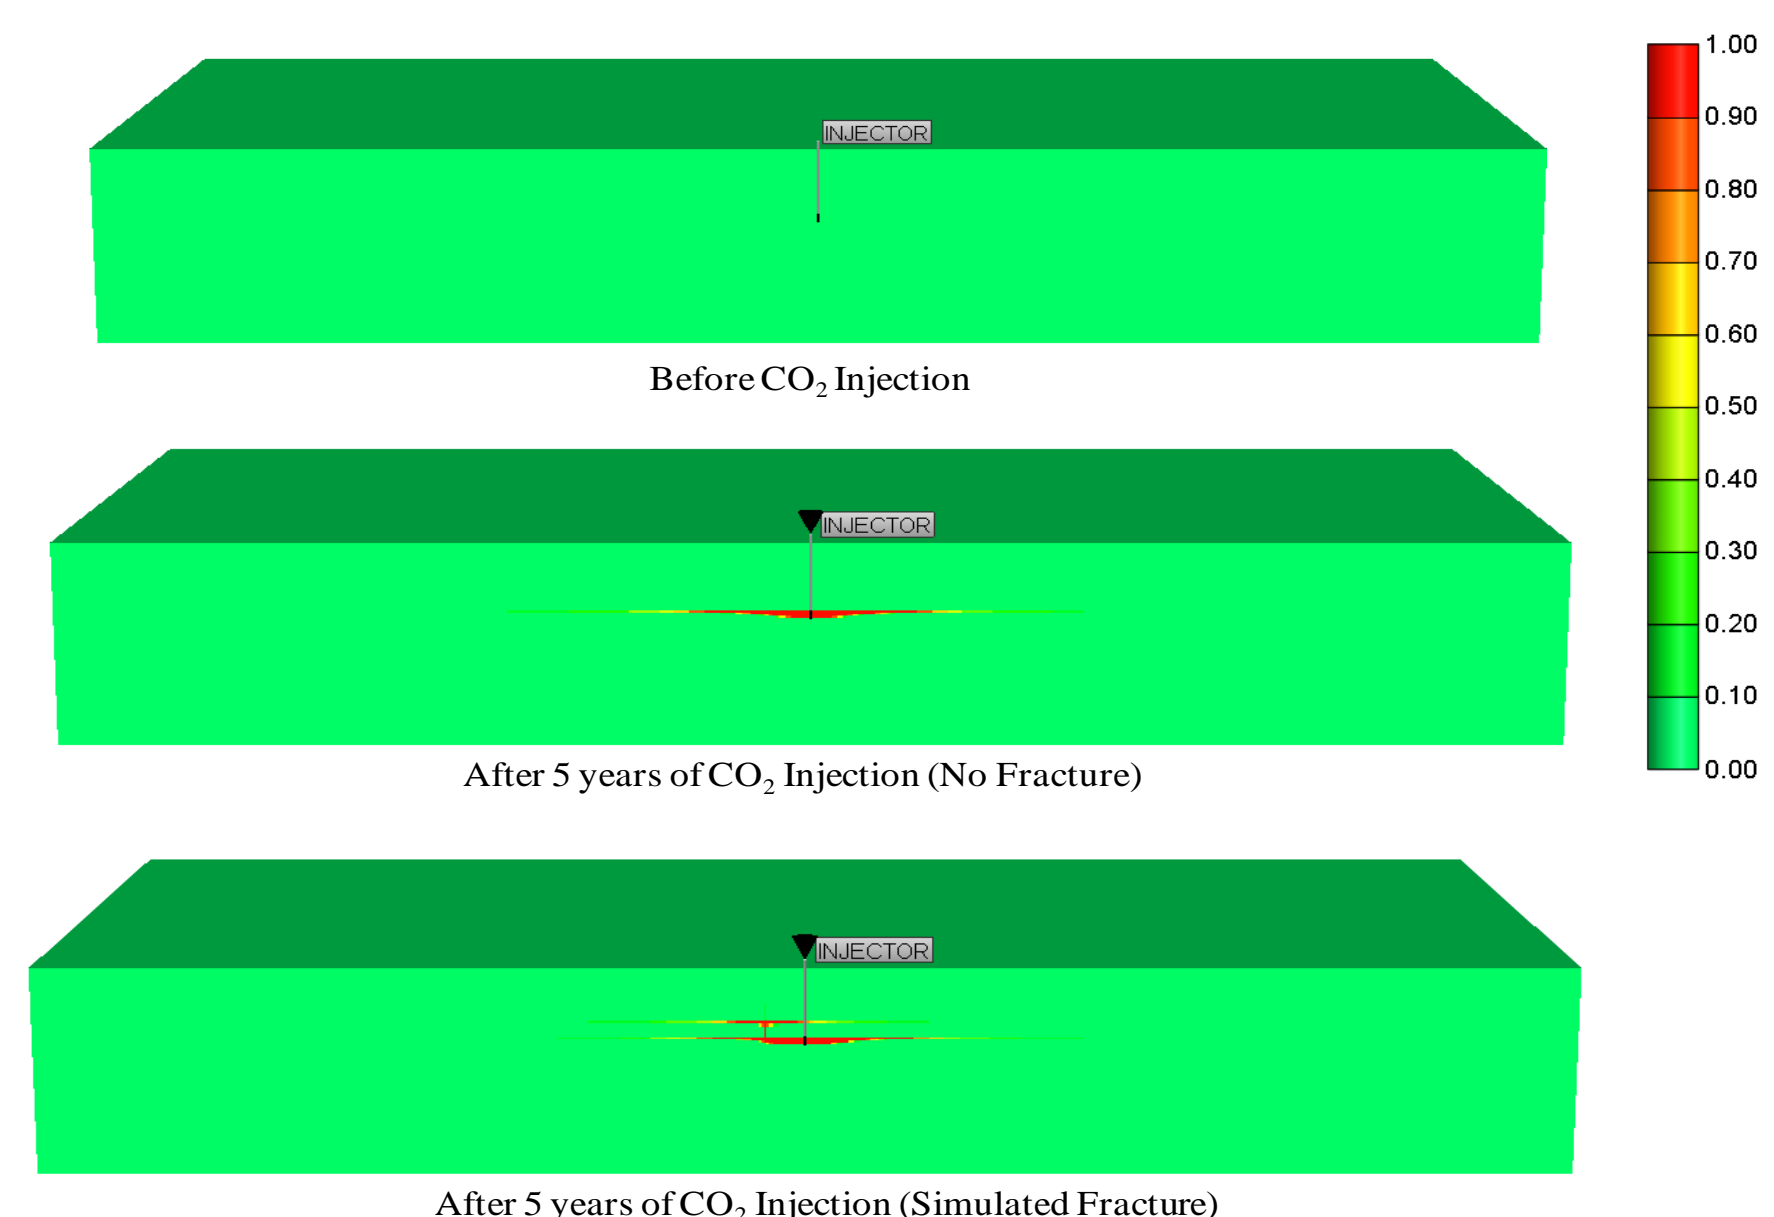 INJECTOR
Before CO₂ Injection
INJECTOR
After 5 years of CO₂ Injection (No Fracture)
INJECTOR
After 5 years of CO₂ Injection (Simulated Fracture)
1.00
0.90
0.80
0.70
0.60
0.50
0.40
0.30
0.20
0.10
0.00